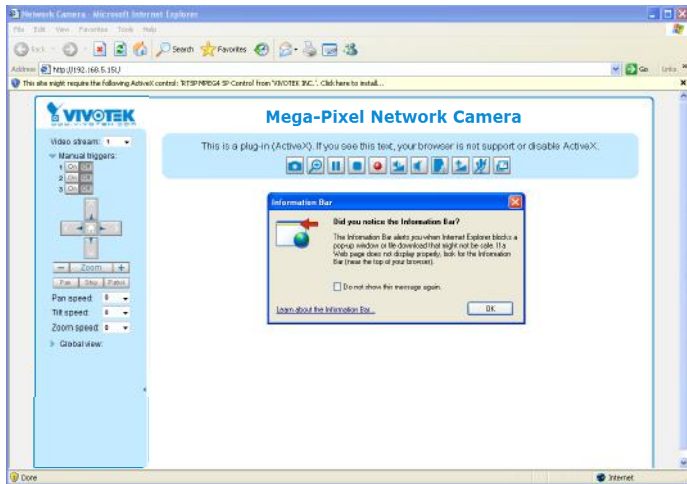 Network Camera - Microsoft Internet Explorer
File Edit View Favorites Tools Help
Back Search Favorites
Address http://192.168.5.151/ Go Links »
This site might require the following ActiveX control: 'RTSP MPEG4 SP Control' from 'VIVOTEK INC.'. Click here to install...
VIVOTEK
Mega-Pixel Network Camera
Video stream: 1
This is a plug-in (ActiveX). If you see this text, your browser is not support or disable ActiveX.
Manual triggers:
1 On Off
2 On Off
3 On Off
Information Bar
Did you notice the Information Bar?
The Information Bar alerts you when Internet Explorer blocks a
pop-up window or file download that might not be safe. If a
Web page does not display properly, look for the Information
Bar (near the top of your browser).
Do not show this message again.
Learn about the Information Bar...
OK
Zoom
Pan Stop Patrol
Pan speed: 0
Tilt speed: 0
Zoom speed: 0
Global view:
Done
Internet